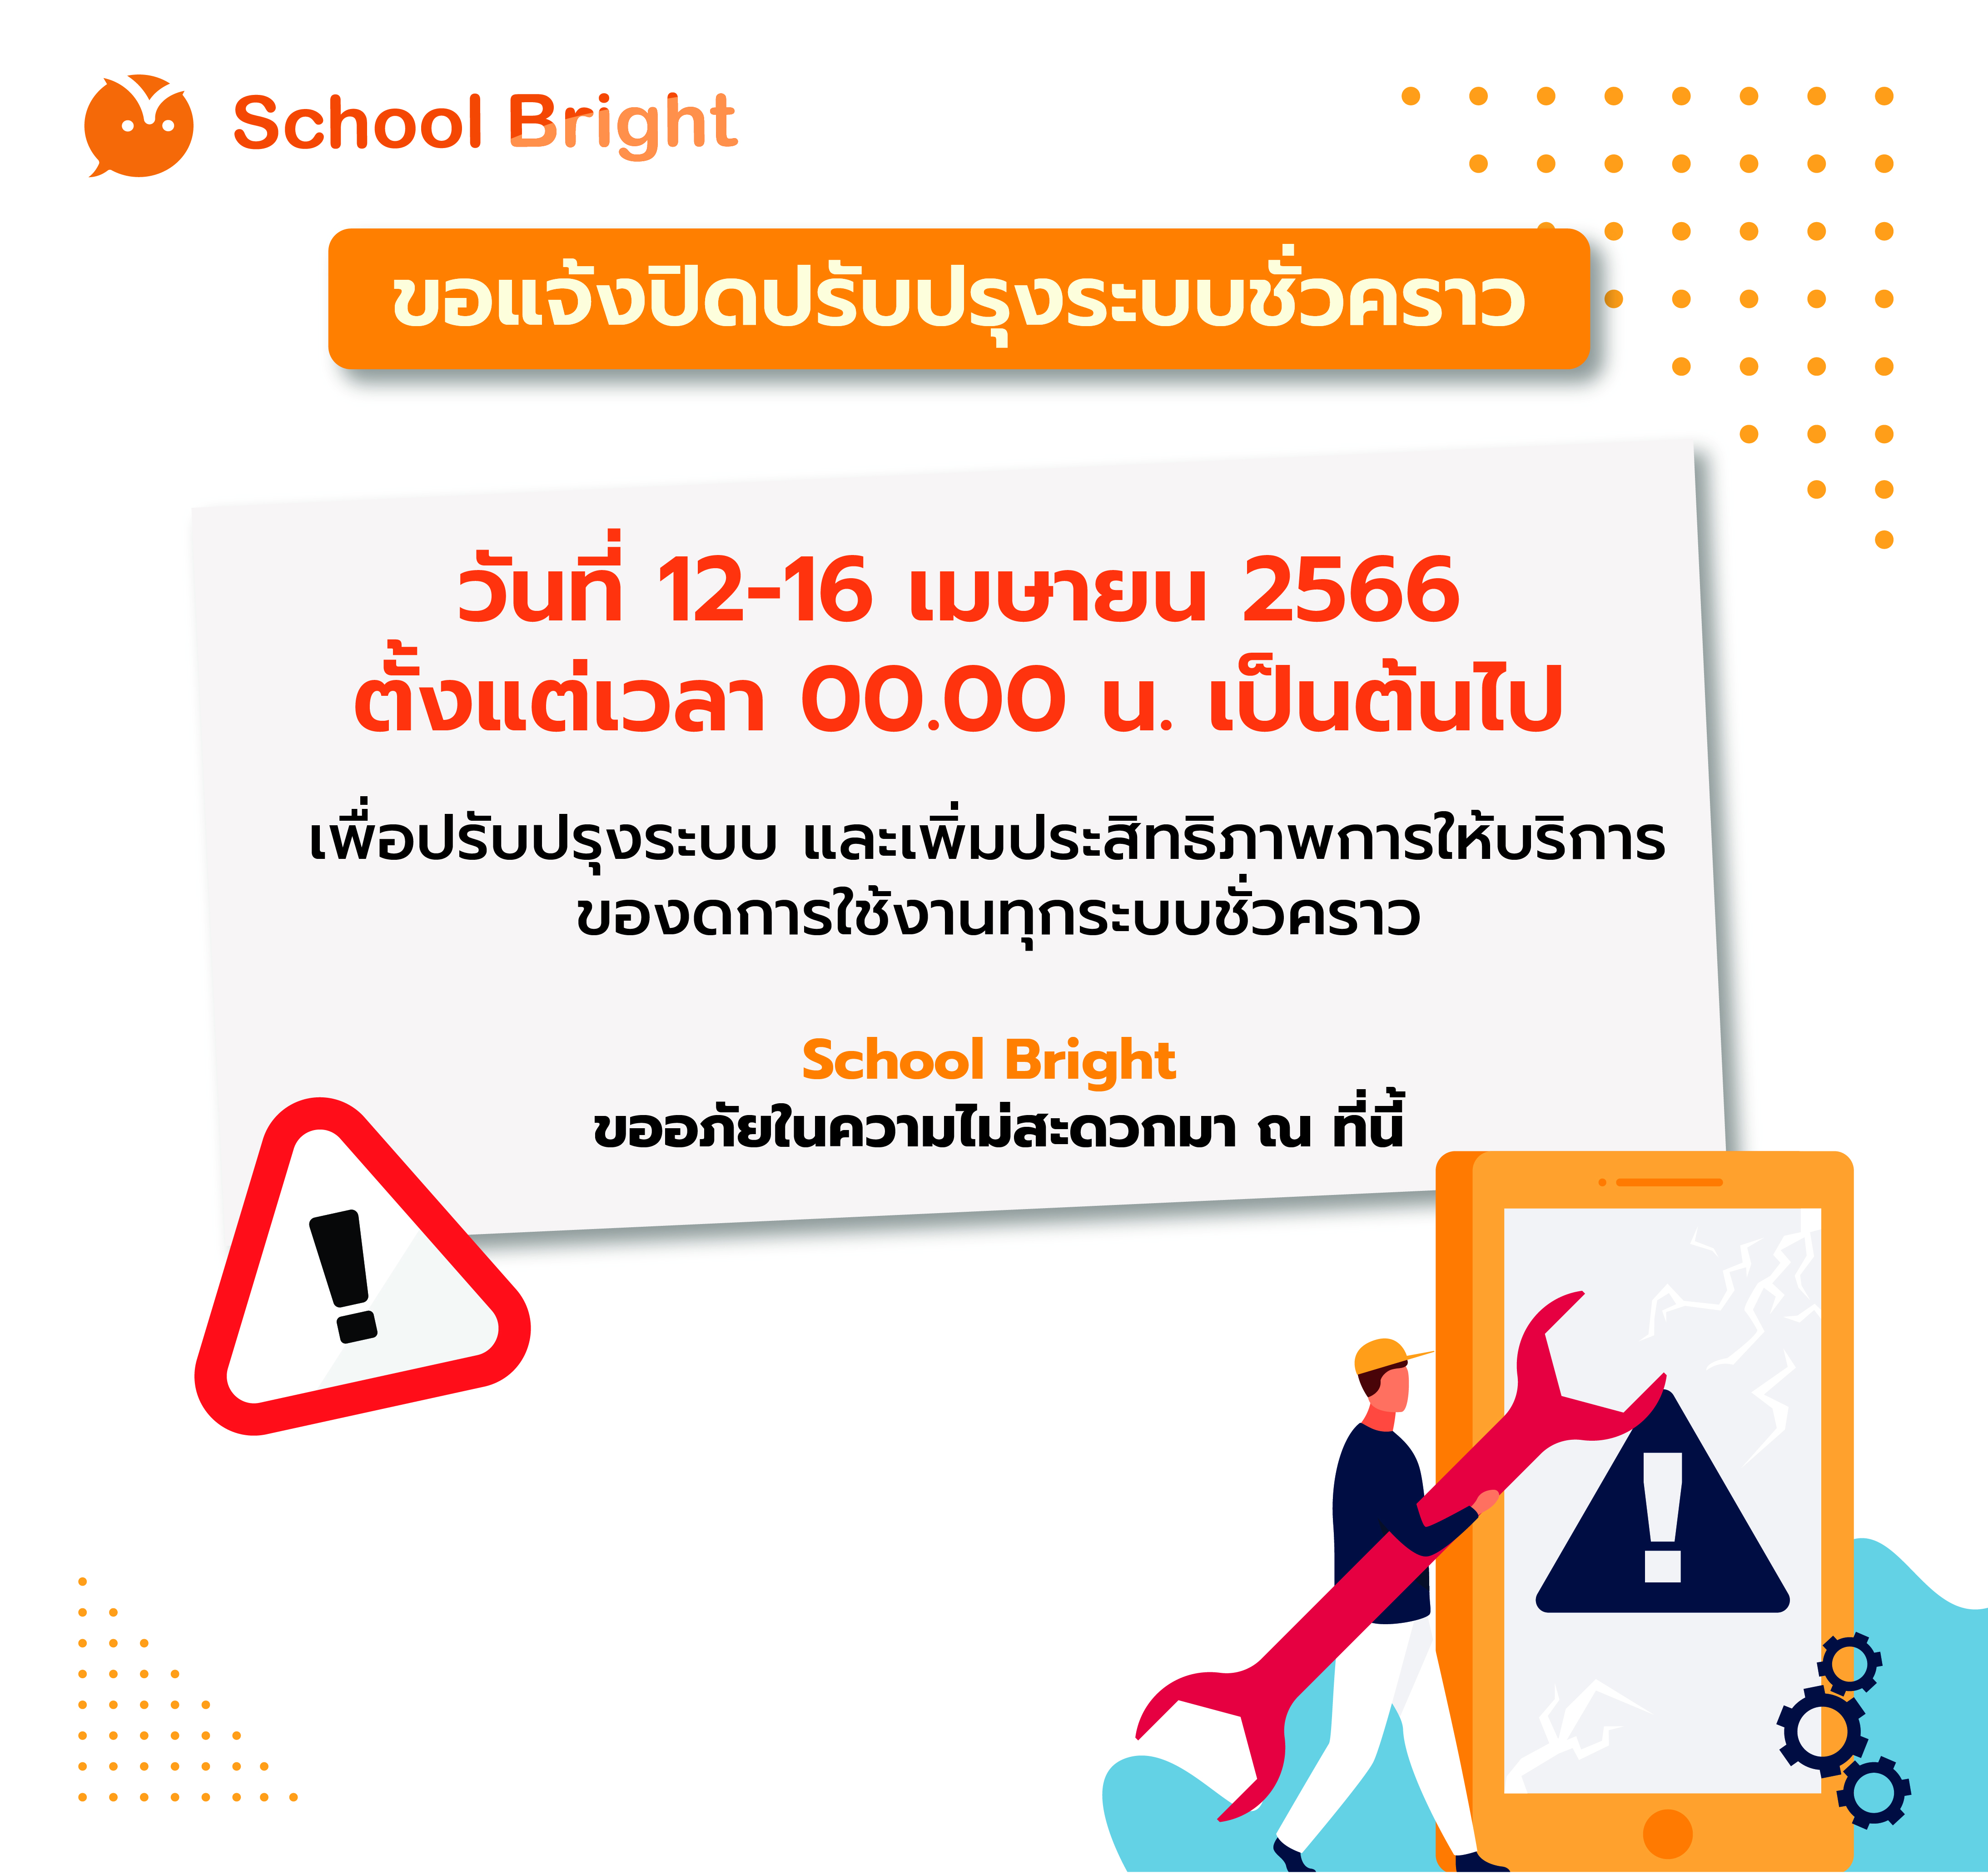 School Bright
ขอแจ้งปิดปรับปรุงระบบชั่วคราว
วันที่ 12-16 เมษายน 2566
ตั้งแต่เวลา 00.00 น. เป็นต้นไป
เพื่อปรับปรุงระบบ และเพิ่มประสิทธิภาพการให้บริการ
ของดการใช้งานทุกระบบชั่วคราว
School Bright
ขออภัยในความไม่สะดวกมา ณ ที่นี้